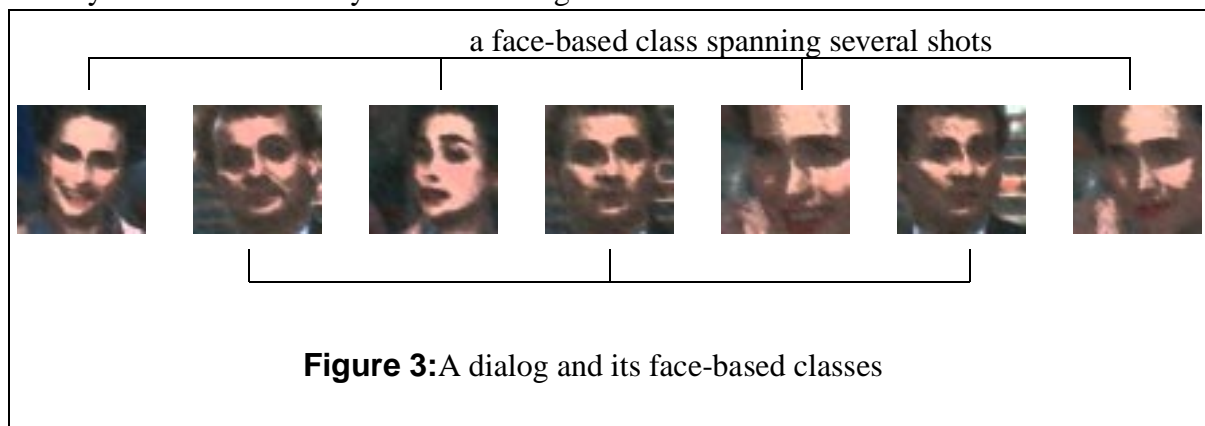 a face-based class spanning several shots
Figure 3:A dialog and its face-based classes